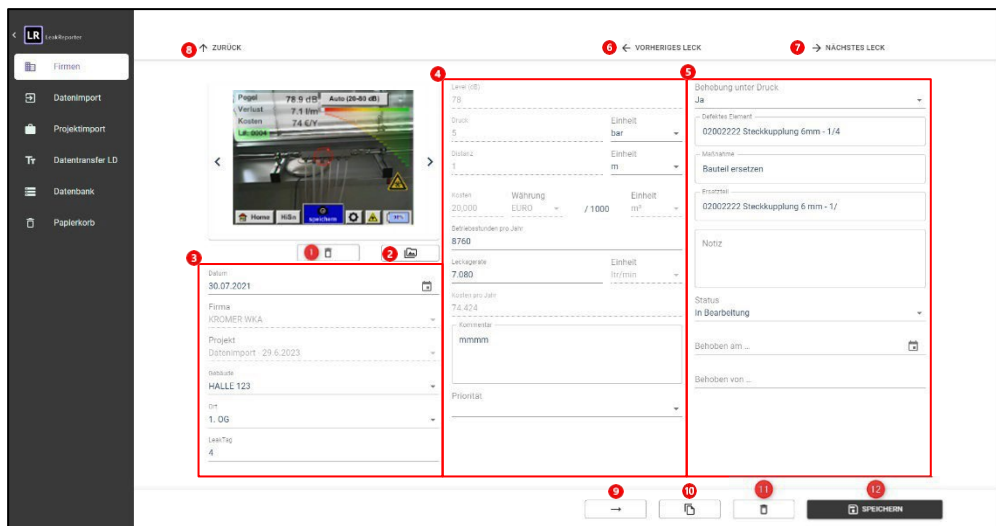 LR LeakReporter
Firmen
Datenimport
Projektimport
Datentransfer LD
Datenbank
Papierkorb
8 ZURÜCK
6 VORHERIGES LECK
7 NÄCHSTES LECK
Pegel 78.9 dB Auto (20-80 dB)
Verlust 7.1 l/m
Kosten 74 €/Y
0004
Home speichern
1
2
3
Datum
30.07.2021
Firma
KROMER WKA
Projekt
Datenimport - 29.6.2023
Gebäude
HALLE 123
Ort
1. OG
LeakTag
4
4
Level (dB)
78
Druck Einheit
5 bar
Distanz Einheit
1 m
Kosten Währung Einheit
20,000 EURO / 1000 m³
Betriebsstunden pro Jahr
8760
Leckagerate Einheit
7.080 ltr/min
Kosten pro Jahr
74.424
Kommentar
mmmm
Priorität
5
Behebung unter Druck
Ja
Defektes Element
02002222 Steckkupplung 6mm - 1/4
Maßnahme
Bauteil ersetzen
Ersatzteil
02002222 Steckkupplung 6 mm - 1/
Notiz
Status
In Bearbeitung
Behoben am ...
Behoben von ...
9
10
11
12
SPEICHERN